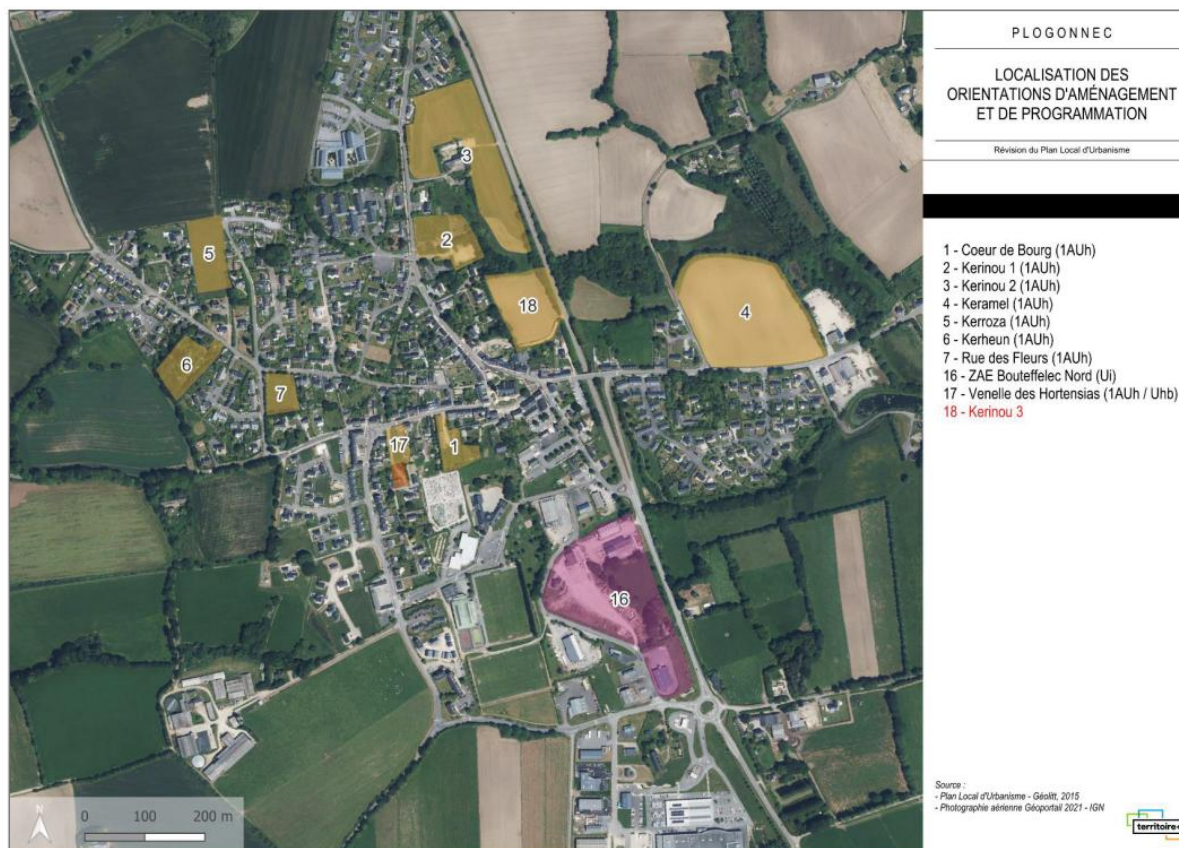 PLOGONNEC
LOCALISATION DES
ORIENTATIONS D'AMÉNAGEMENT
ET DE PROGRAMMATION
Révision du Plan Local d'Urbanisme
1 - Coeur de Bourg (1AUh)
2 - Kerinou 1 (1AUh)
3 - Kerinou 2 (1AUh)
4 - Keramel (1AUh)
5 - Kerroza (1AUh)
6 - Kerheun (1AUh)
7 - Rue des Fleurs (1AUh)
16 - ZAE Bouteffelec Nord (Ui)
17 - Venelle des Hortensias (1AUh / Uhb)
18 - Kerinou 3
3
2
5
18
4
6
7
17
1
16
N
0 100 200 m
Source :
- Plan Local d'Urbanisme - Géolitt, 2015
- Photographie aérienne Géoportail 2021 - IGN
territoire